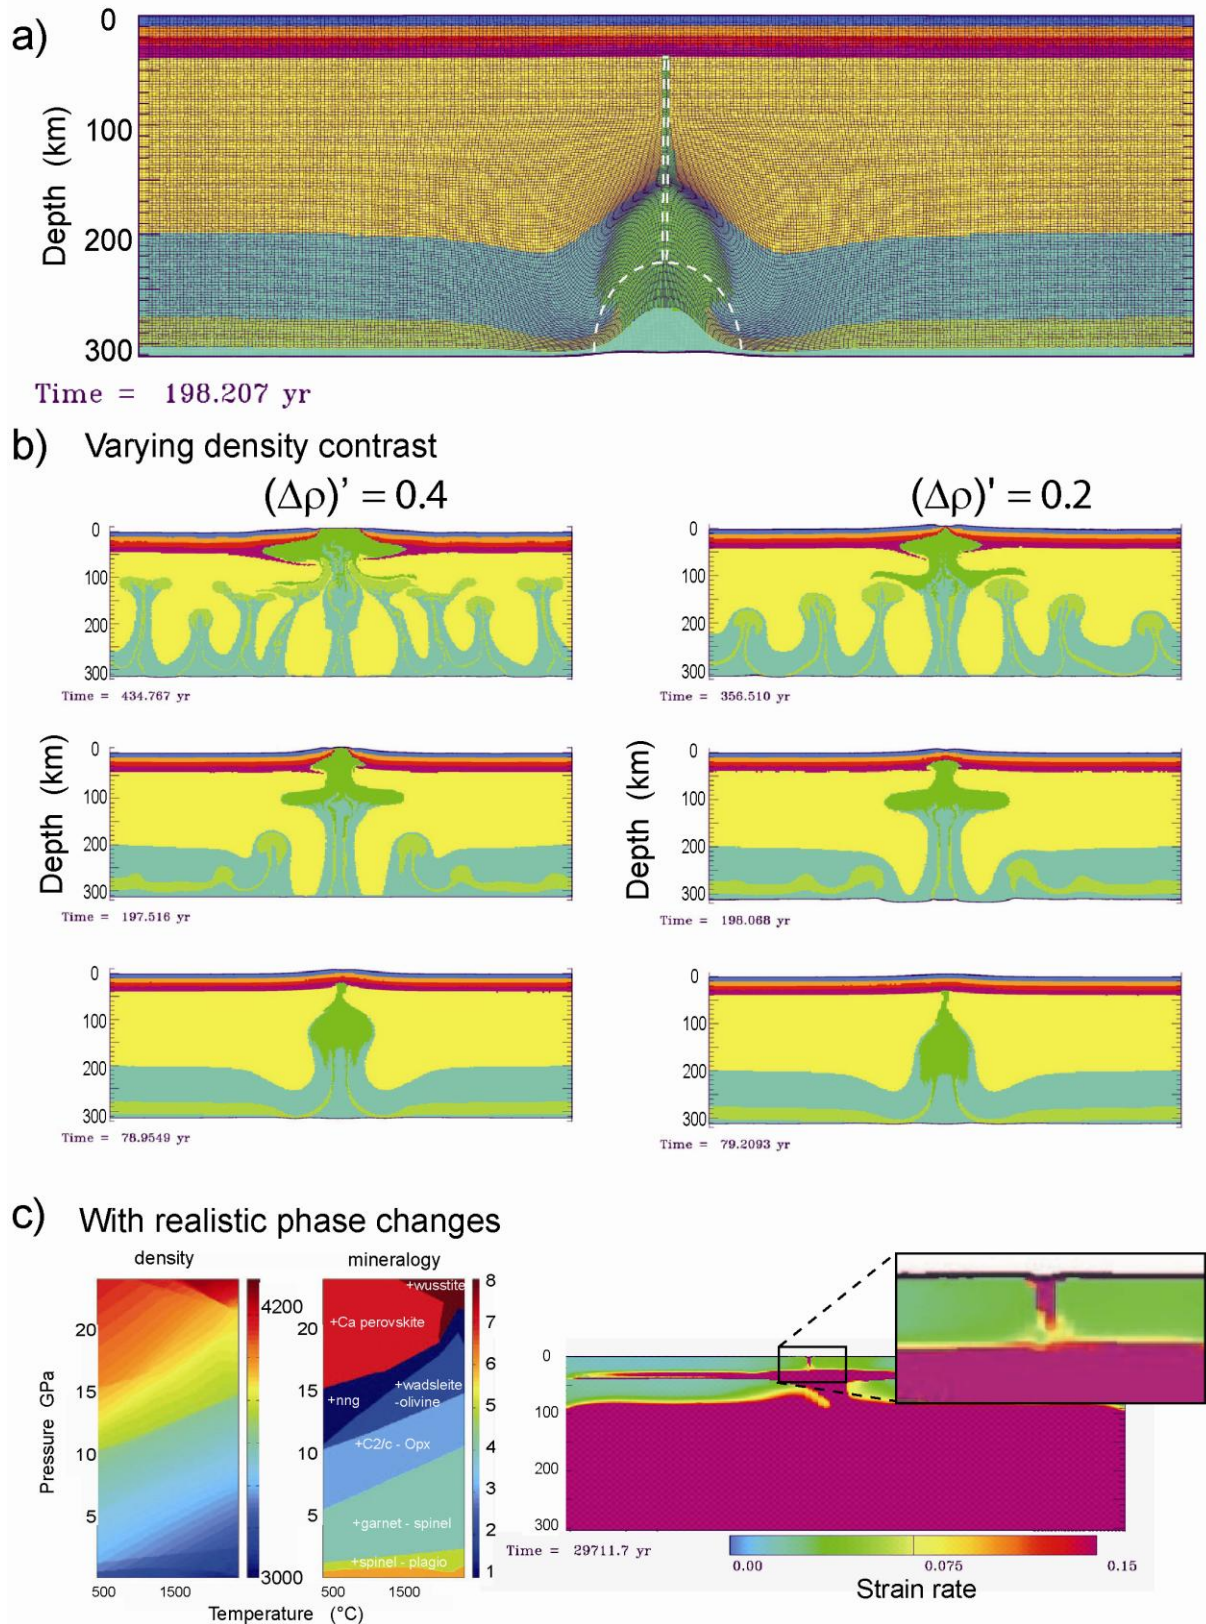 a)
0
100
200
300
Depth (km)
Time = 198.207 yr
b) Varying density contrast
(Δρ)’ = 0.4
(Δρ)' = 0.2
0
100
200
300
Time = 434.767 yr
0
100
200
300
Time = 356.510 yr
Depth (km)
0
100
200
300
Time = 197.516 yr
Depth (km)
0
100
200
300
Time = 198.068 yr
0
100
200
300
Time = 78.9549 yr
0
100
200
300
Time = 79.2093 yr
c) With realistic phase changes
density
mineralogy
Pressure GPa
20
15
10
5
500
1500
4200
3000
20
15
10
5
500
1500
+wusstite
+Ca perovskite
+nng
+wadsleite
-olivine
+C2/c - Opx
+garnet - spinel
+spinel - plagio
8
7
6
5
4
3
2
1
Temperature (°C)
0
100
200
300
Time = 29711.7 yr
0.00
0.075
0.15
Strain rate